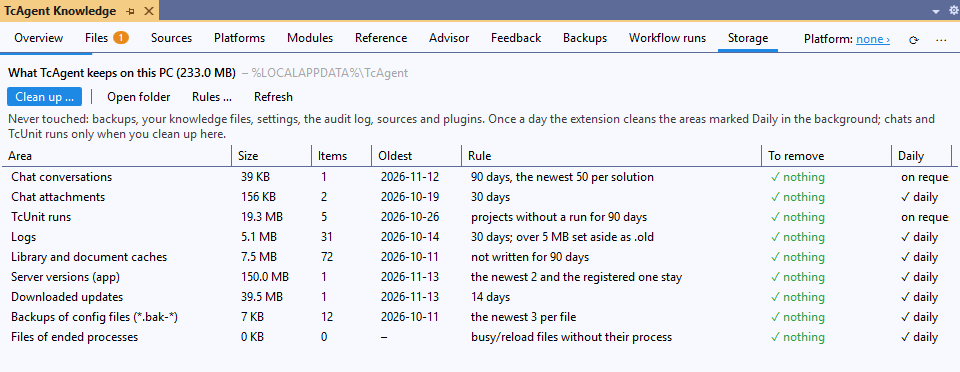 TcAgent Knowledge
Overview Files 1 Sources Platforms Modules Reference Advisor Feedback Backups Workflow runs Storage Platform: none › ...
What TcAgent keeps on this PC (233.0 MB) – %LOCALAPPDATA%\TcAgent
Clean up ... Open folder Rules ... Refresh
Never touched: backups, your knowledge files, settings, the audit log, sources and plugins. Once a day the extension cleans the areas marked Daily in the background; chats and
TcUnit runs only when you clean up here.
Area Size Items Oldest Rule To remove Daily
Chat conversations 39 KB 1 2026-11-12 90 days, the newest 50 per solution ✓ nothing on reque
Chat attachments 156 KB 2 2026-10-19 30 days ✓ nothing ✓ daily
TcUnit runs 19.3 MB 5 2026-10-26 projects without a run for 90 days ✓ nothing on reque
Logs 5.1 MB 31 2026-10-14 30 days; over 5 MB set aside as .old ✓ nothing ✓ daily
Library and document caches 7.5 MB 72 2026-10-11 not written for 90 days ✓ nothing ✓ daily
Server versions (app) 150.0 MB 1 2026-11-13 the newest 2 and the registered one stay ✓ nothing ✓ daily
Downloaded updates 39.5 MB 1 2026-11-13 14 days ✓ nothing ✓ daily
Backups of config files (*.bak-*) 7 KB 12 2026-10-11 the newest 3 per file ✓ nothing ✓ daily
Files of ended processes 0 KB 0 – busy/reload files without their process ✓ nothing ✓ daily